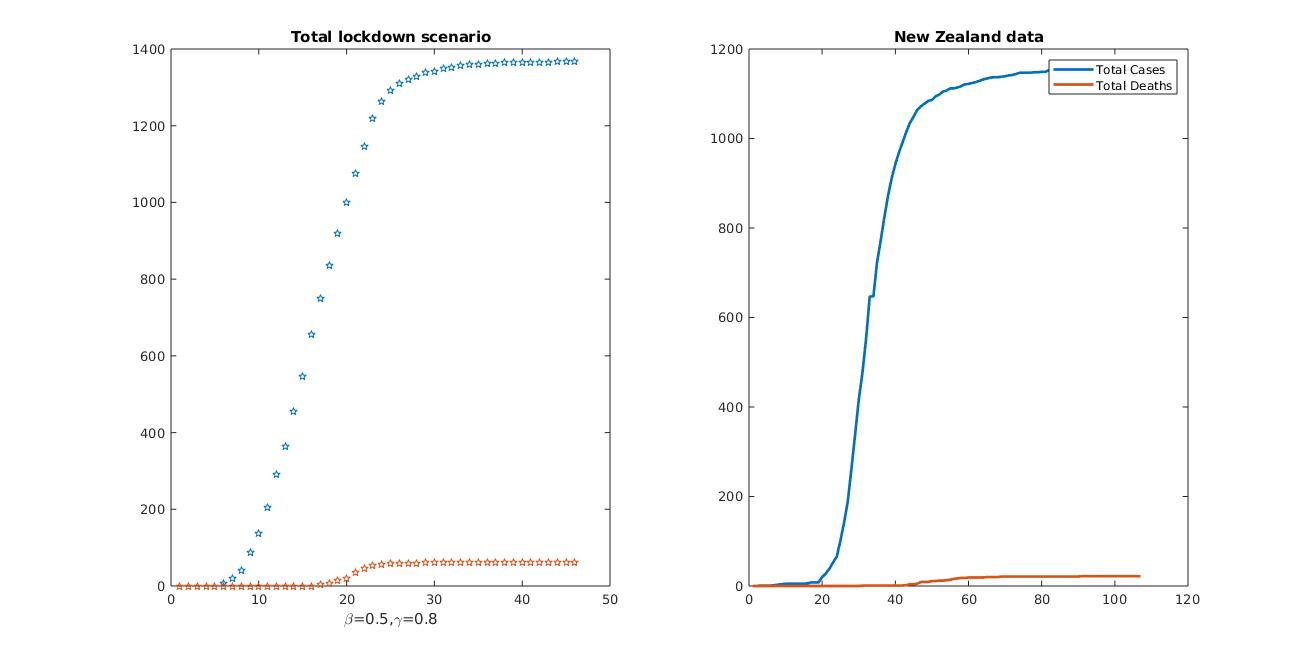 Total lockdown scenario
1400
1200
1000
800
600
400
200
0
0 10 20 30 40 50
β=0.5,γ=0.8
New Zealand data
1200
1000
800
600
400
200
0
0 20 40 60 80 100 120
Total Cases
Total Deaths